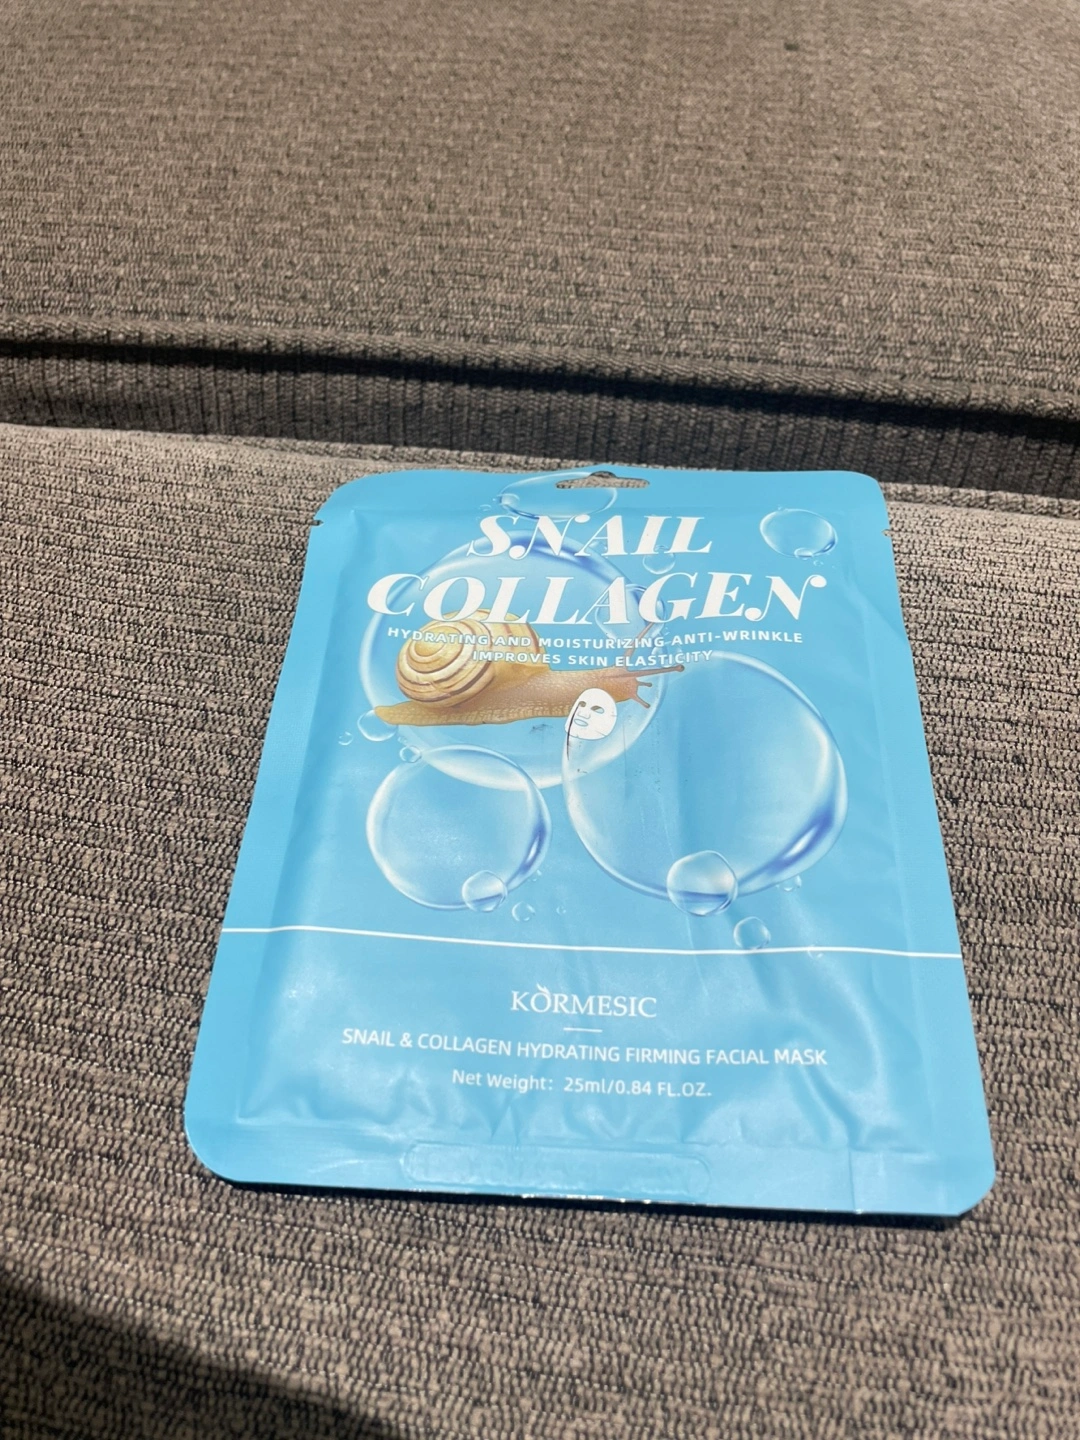 SNAIL
COLLAGEN
HYDRATING AND MOISTURIZING ANTI-WRINKLE
IMPROVES SKIN ELASTICITY
KÒRMESIC
SNAIL & COLLAGEN HYDRATING FIRMING FACIAL MASK
Net Weight: 25ml/0.84 FL.OZ.